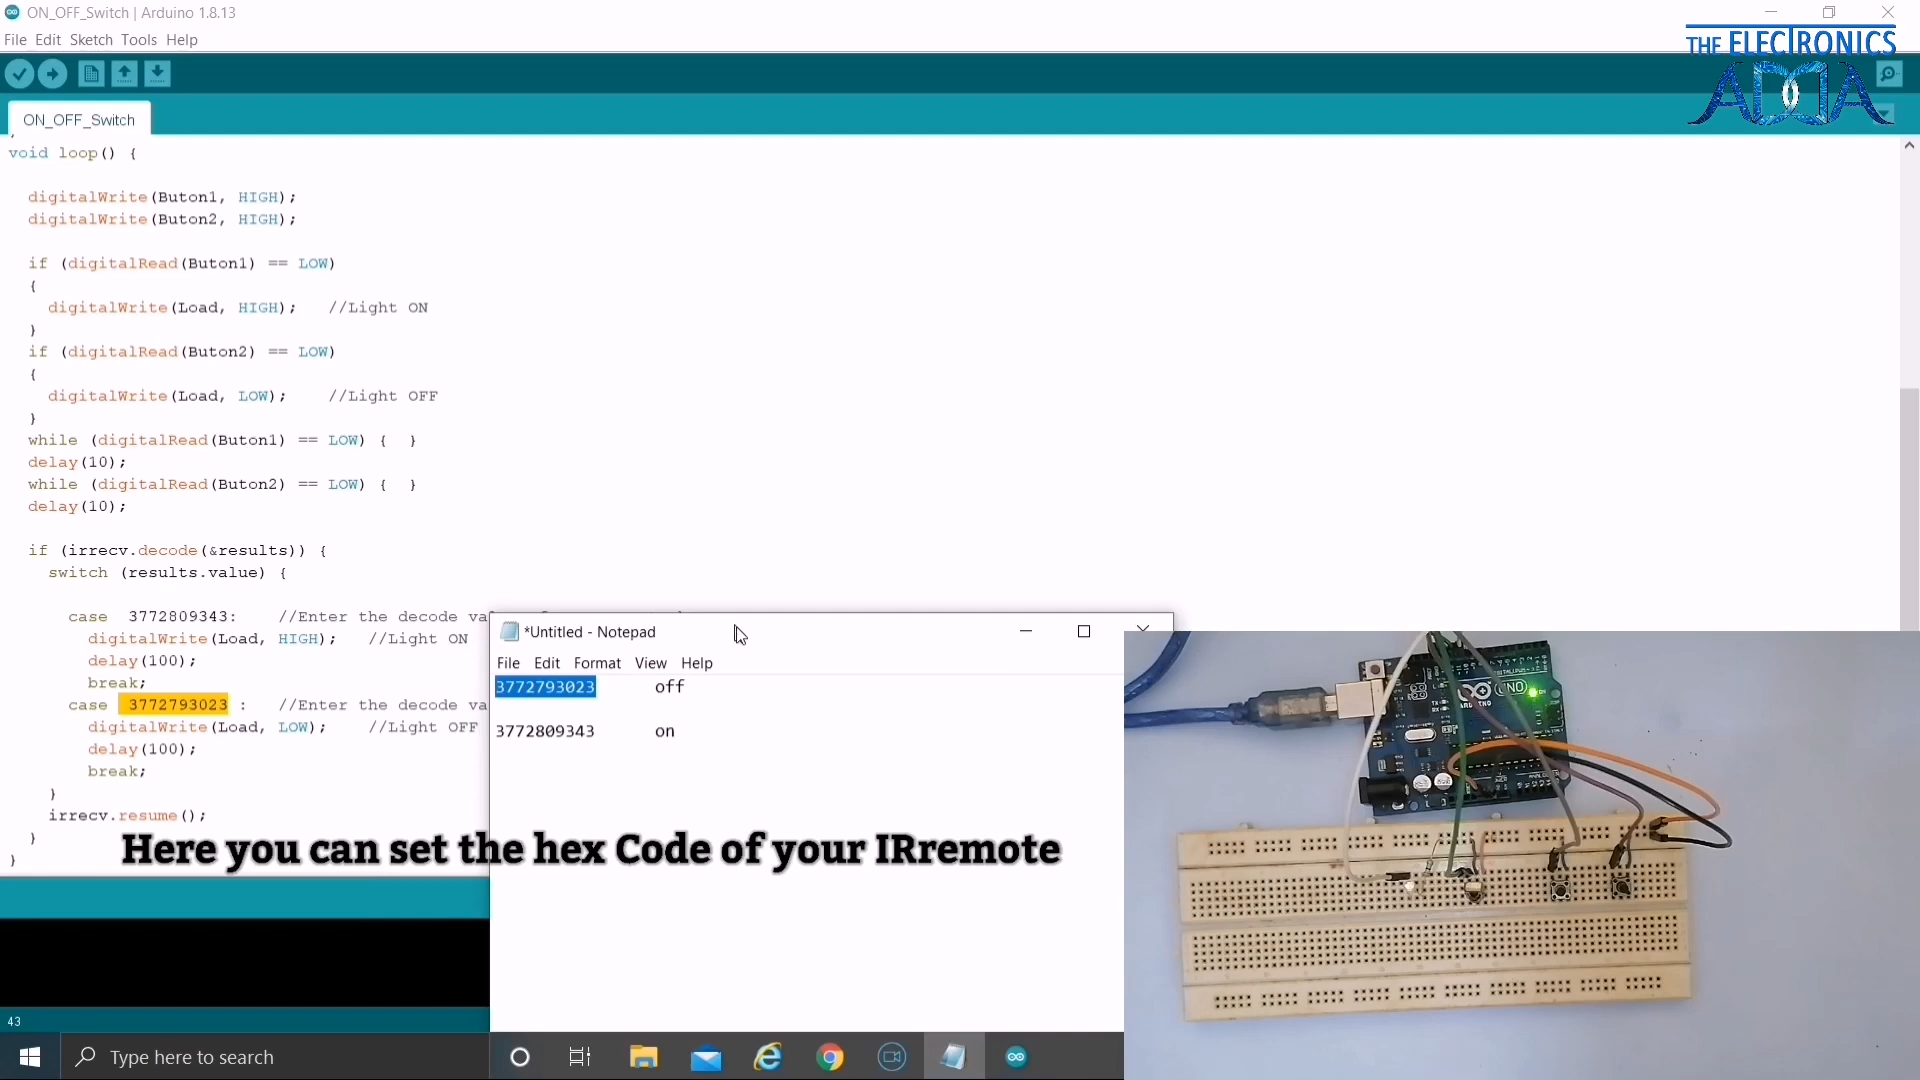 ON_OFF_Switch | Arduino 1.8.13
File Edit Sketch Tools Help
THE ELECTRONICS
ADDA
ON_OFF_Switch
void loop() {
digitalWrite(Buton1, HIGH);
digitalWrite(Buton2, HIGH);
if (digitalRead(Buton1) == LOW)
{
digitalWrite(Load, HIGH); //Light ON
}
if (digitalRead(Buton2) == LOW)
{
digitalWrite(Load, LOW); //Light OFF
}
while (digitalRead(Buton1) == LOW) { }
delay(10);
while (digitalRead(Buton2) == LOW) { }
delay(10);
if (irrecv.decode(&results)) {
switch (results.value) {
case 3772809343: //Enter the decode
digitalWrite(Load, HIGH); //Light ON
delay(100);
break;
case 3772793023 : //Enter the decode
digitalWrite(Load, LOW); //Light OFF
delay(100);
break;
}
irrecv.resume();
}
}
*Untitled - Notepad
File Edit Format View Help
3772793023 off
3772809343 on
Here you can set the hex Code of your IRremote
43
Type here to search
UNO
ARDUINO